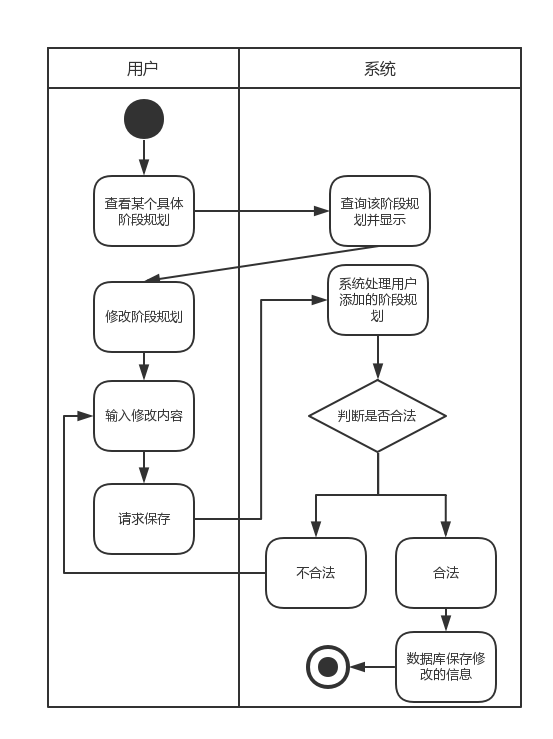 用户
系统
查看某个具体
阶段规划
查询该阶段规
划并显示
修改阶段规划
系统处理用户
添加的阶段规
划
输入修改内容
判断是否合法
请求保存
不合法
合法
数据库保存修
改的信息